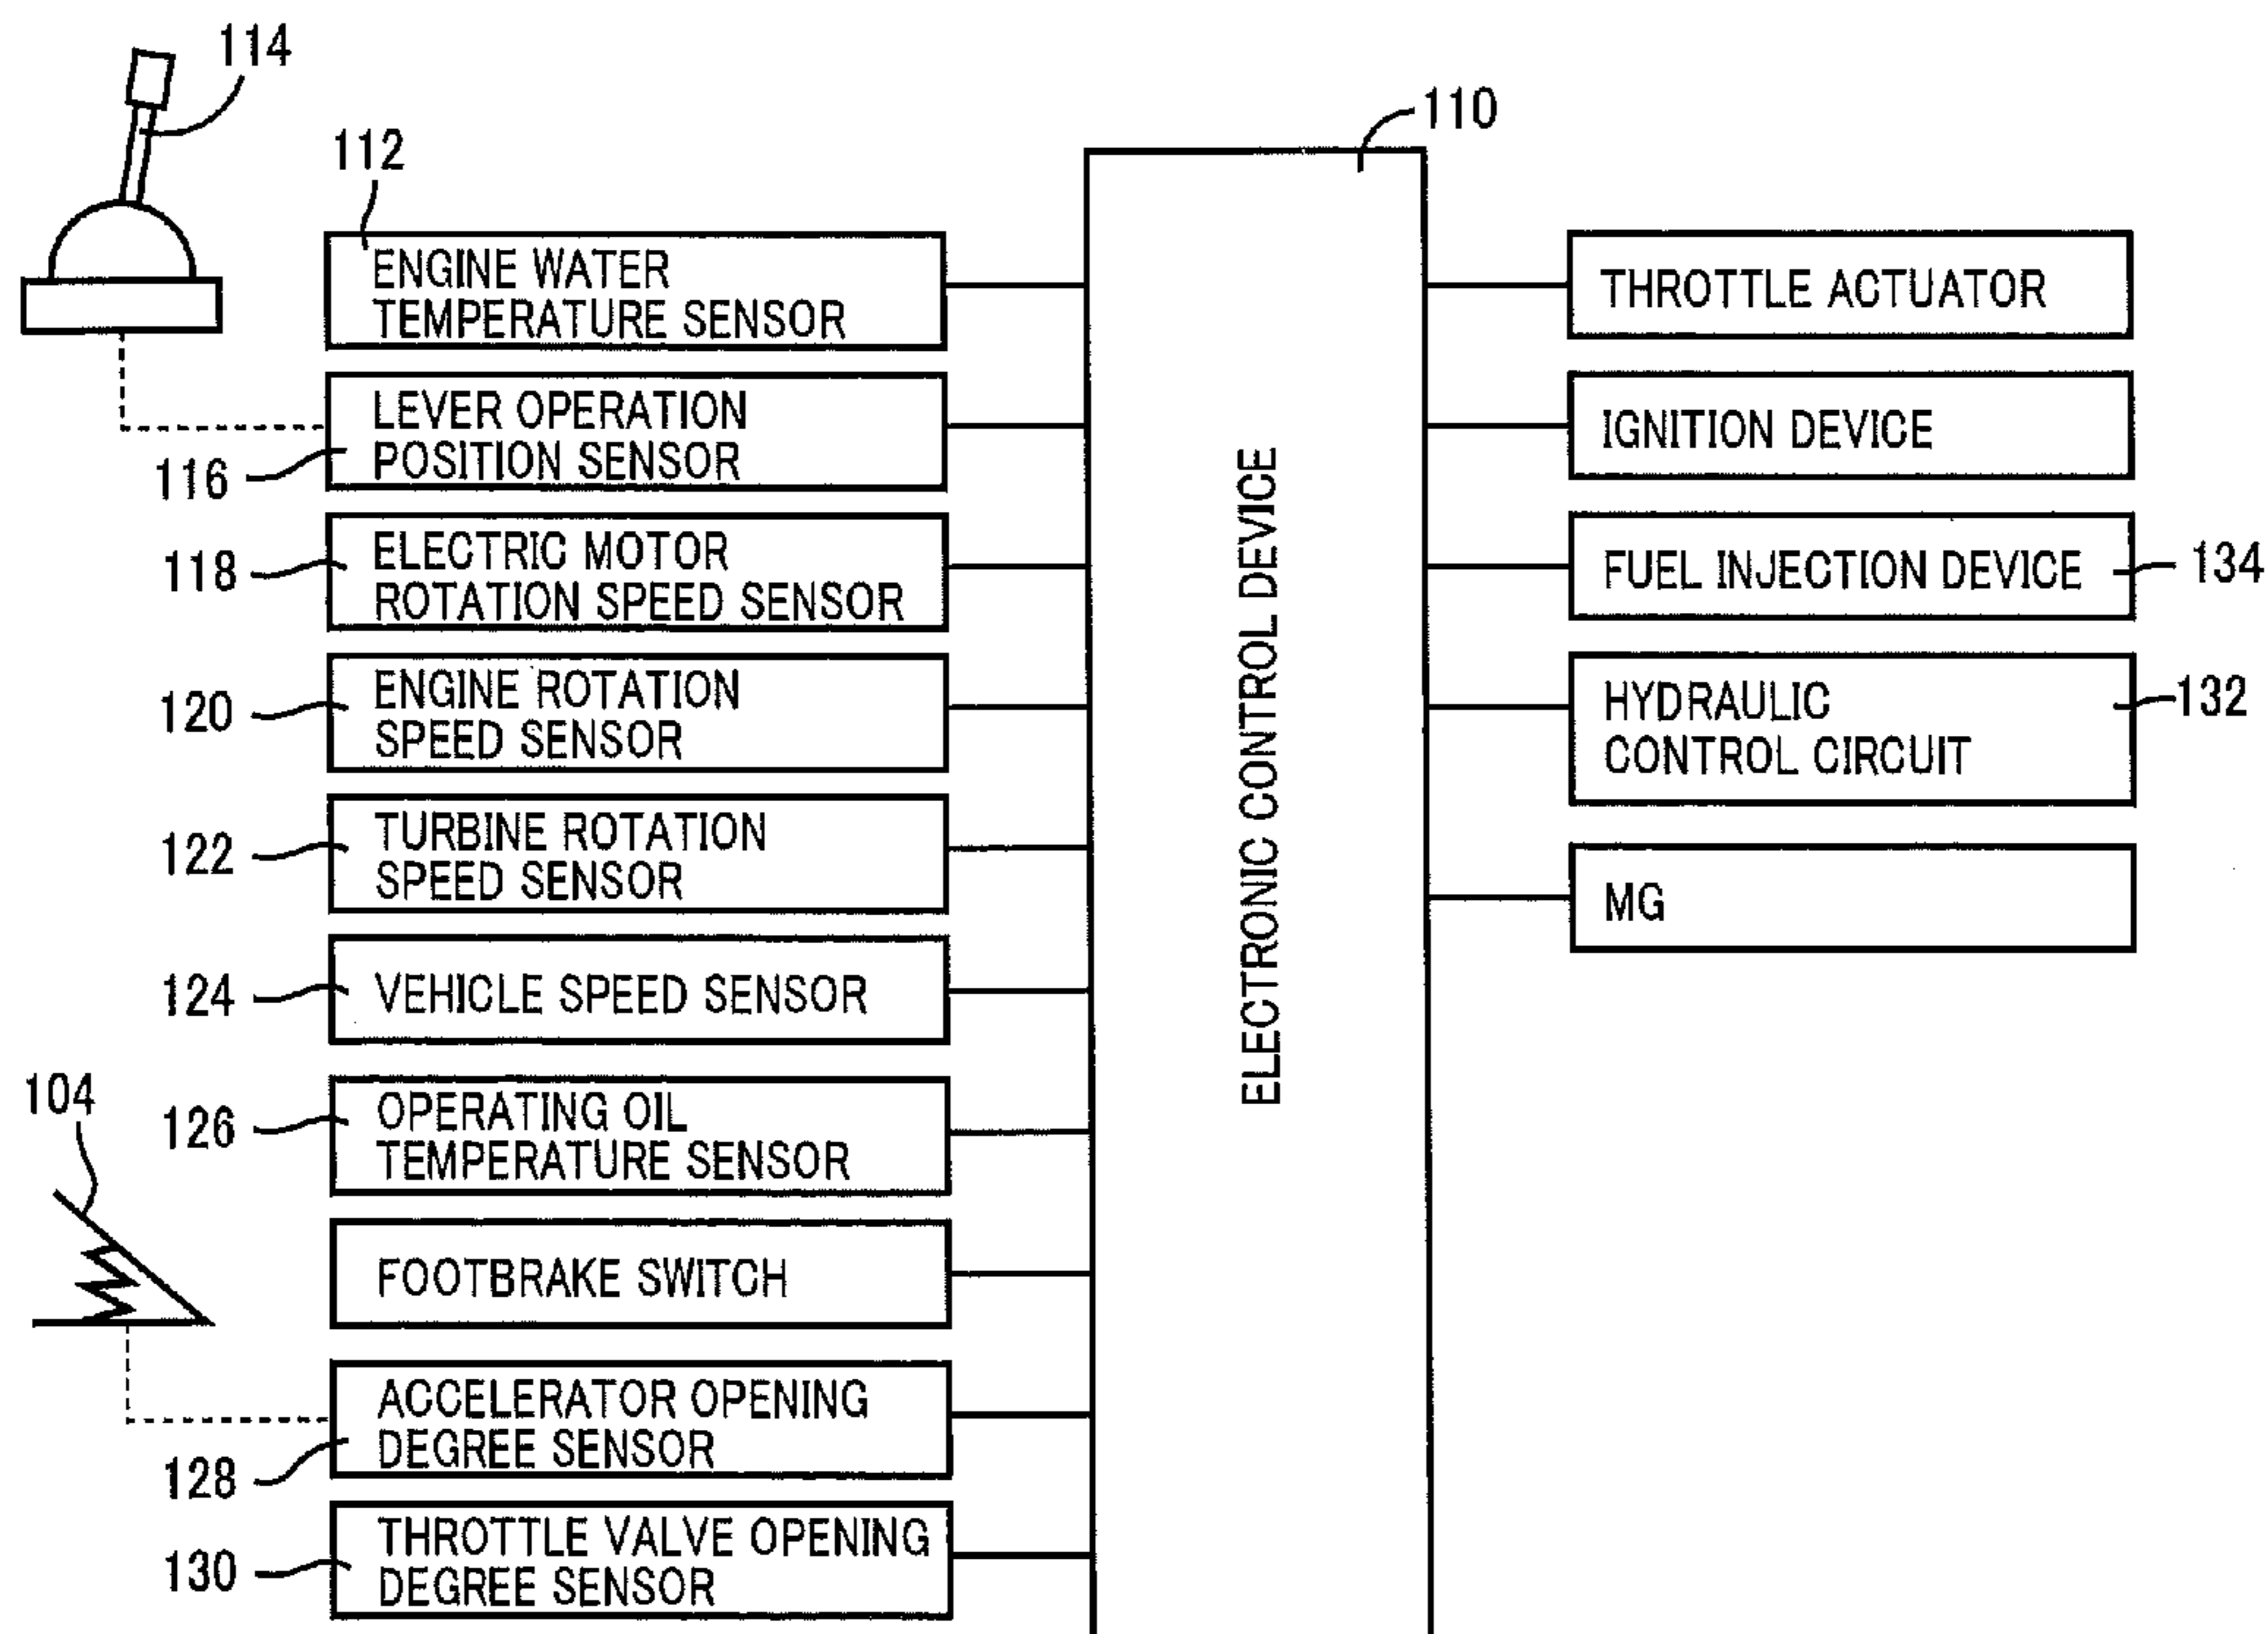 114
110
112
ENGINE WATER
TEMPERATURE SENSOR
LEVER OPERATION
POSITION SENSOR
116
ELECTRIC MOTOR
ROTATION SPEED SENSOR
118
ENGINE ROTATION
SPEED SENSOR
120
TURBINE ROTATION
SPEED SENSOR
122
VEHICLE SPEED SENSOR
124
104
OPERATING OIL
TEMPERATURE SENSOR
126
FOOTBRAKE SWITCH
ACCELERATOR OPENING
DEGREE SENSOR
128
THROTTLE VALVE OPENING
DEGREE SENSOR
130
ELECTRONIC CONTROL DEVICE
THROTTLE ACTUATOR
IGNITION DEVICE
FUEL INJECTION DEVICE
134
HYDRAULIC
CONTROL CIRCUIT
132
MG